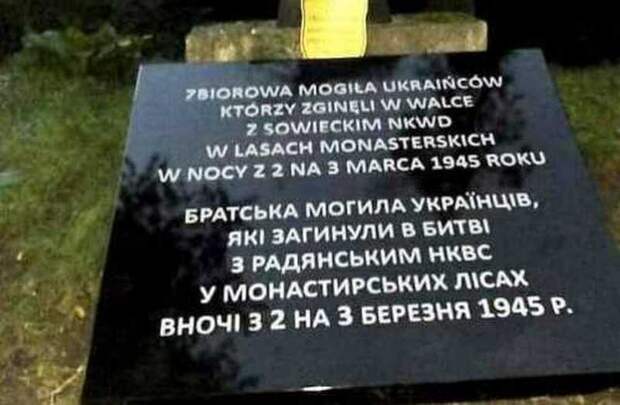 ZBIOROWA MOGIŁA UKRAIŃCÓW
KTÓRZY ZGINĘLI W WALCE
Z SOWIECKIM NKWD
W LASACH MONASTERSKICH
W NOCY Z 2 NA 3 MARCA 1945 ROKU
БРАТСЬКА МОГИЛА УКРАЇНЦІВ,
ЯКІ ЗАГИНУЛИ В БИТВІ
З РАДЯНСЬКИМ НКВС
У МОНАСТИРСЬКИХ ЛІСАХ
ВНОЧІ З 2 НА 3 БЕРЕЗНЯ 1945 Р.